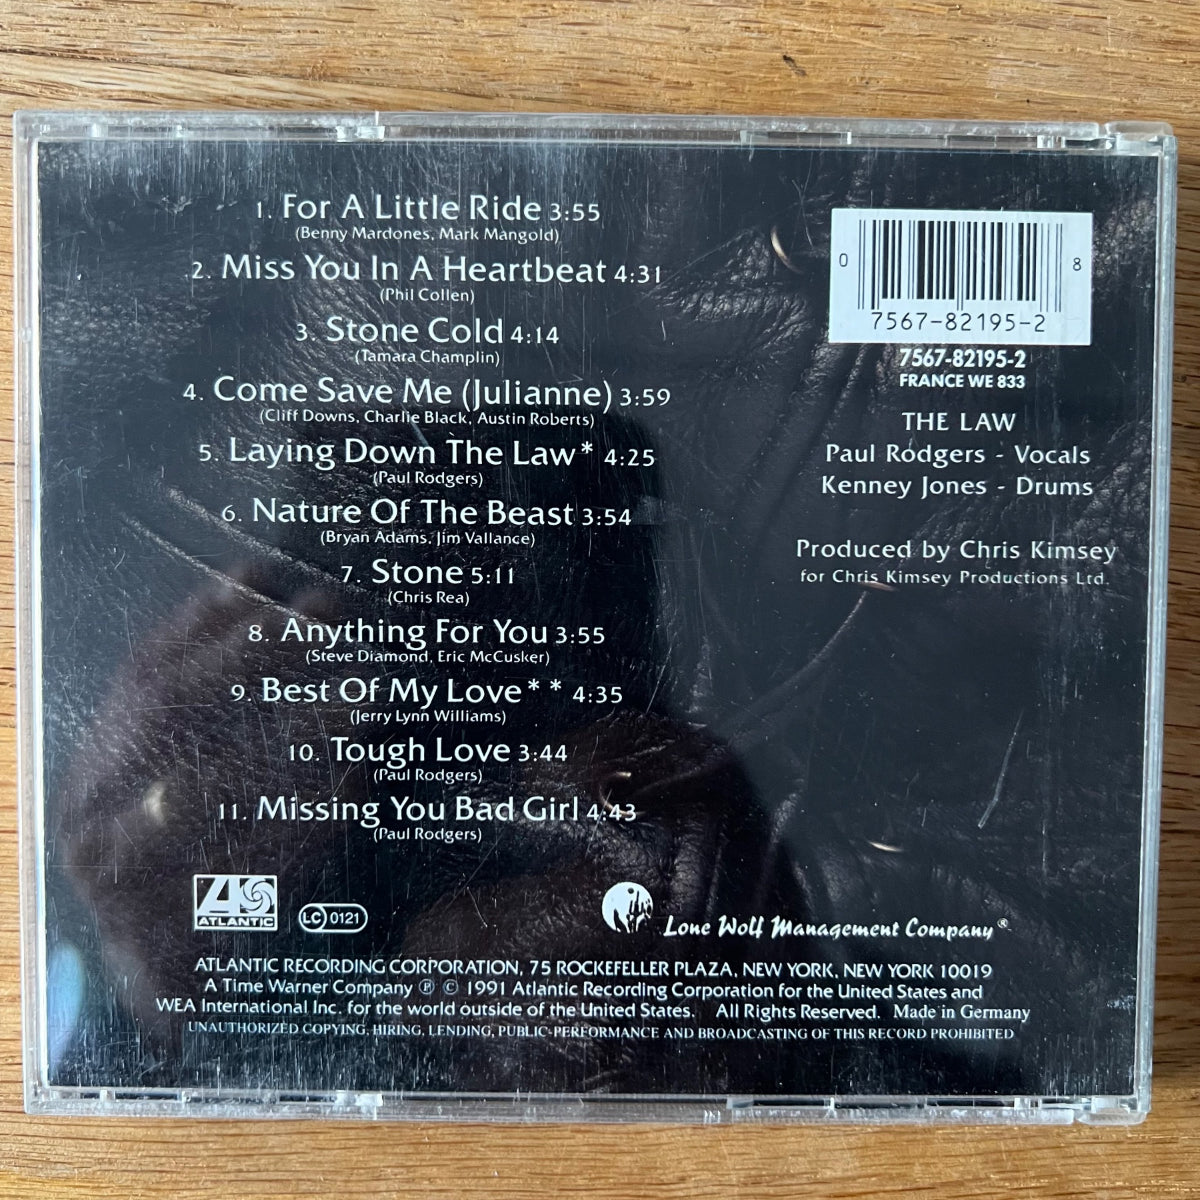 1. For A Little Ride 3:55
(Benny Mardones, Mark Mangold)
2. Miss You In A Heartbeat 4:31
(Phil Collen)
3. Stone Cold 4:14
(Tamara Champlin)
4. Come Save Me (Julianne) 3:59
(Cliff Downs, Charlie Black, Austin Roberts)
5. Laying Down The Law* 4:25
(Paul Rodgers)
6. Nature Of The Beast 3:54
(Bryan Adams, Jim Vallance)
7. Stone 5:11
(Chris Rea)
8. Anything For You 3:55
(Steve Diamond, Eric McCusker)
9. Best Of My Love** 4:35
(Jerry Lynn Williams)
10. Tough Love 3:44
(Paul Rodgers)
11. Missing You Bad Girl 4:43
(Paul Rodgers)
0 8
7567-82195-2
7567-82195-2
FRANCE WE 833
THE LAW
Paul Rodgers - Vocals
Kenney Jones - Drums
Produced by Chris Kimsey
for Chris Kimsey Productions Ltd.
ATLANTIC
LC 0121
Lone Wolf Management Company®
ATLANTIC RECORDING CORPORATION, 75 ROCKEFELLER PLAZA, NEW YORK, NEW YORK 10019
A Time Warner Company ℗ © 1991 Atlantic Recording Corporation for the United States and
WEA International Inc. for the world outside of the United States. All Rights Reserved. Made in Germany
UNAUTHORIZED COPYING, HIRING, LENDING, PUBLIC-PERFORMANCE AND BROADCASTING OF THIS RECORD PROHIBITED